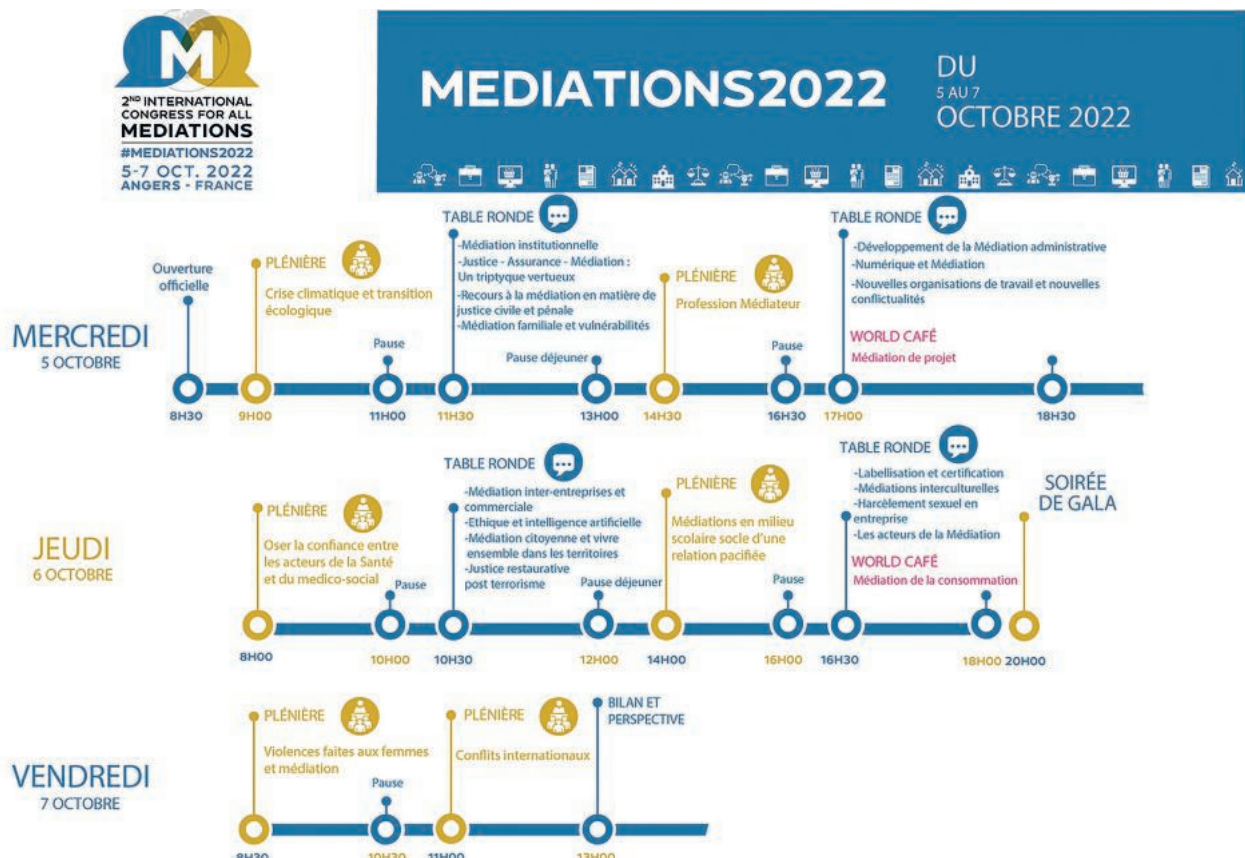 M
2ND INTERNATIONAL
CONGRESS FOR ALL
MEDIATIONS
#MEDIATIONS2022
5-7 OCT. 2022
ANGERS - FRANCE
MEDIATIONS2022
DU
5 AU 7
OCTOBRE 2022
MERCREDI
5 OCTOBRE
Ouverture
officielle
PLÉNIÈRE
Crise climatique et transition
écologique
Pause
TABLE RONDE
-Médiation institutionnelle
-Justice - Assurance - Médiation :
Un triptyque vertueux
-Recours à la médiation en matière de
justice civile et pénale
-Médiation familiale et vulnérabilités
Pause déjeuner
PLÉNIÈRE
Profession Médiateur
Pause
TABLE RONDE
-Développement de la Médiation administrative
-Numérique et Médiation
-Nouvelles organisations de travail et nouvelles
conflictualités
WORLD CAFÉ
Médiation de projet
8H30
9H00
11H00
11H30
13H00
14H30
16H30
17H00
18H30
JEUDI
6 OCTOBRE
PLÉNIÈRE
Oser la confiance entre
les acteurs de la Santé
et du medico-social
Pause
TABLE RONDE
-Médiation inter-entreprises et
commerciale
-Ethique et intelligence artificielle
-Médiation citoyenne et vivre
ensemble dans les territoires
-Justice restaurative
post terrorisme
Pause déjeuner
PLÉNIÈRE
Médiations en milieu
scolaire socle d'une
relation pacifiée
Pause
TABLE RONDE
-Labellisation et certification
-Médiations interculturelles
-Harcèlement sexuel en
entreprise
-Les acteurs de la Médiation
WORLD CAFÉ
Médiation de la consommation
SOIRÉE
DE GALA
8H00
10H00
10H30
12H00
14H00
16H00
16H30
18H00
20H00
VENDREDI
7 OCTOBRE
PLÉNIÈRE
Violences faites aux femmes
et médiation
Pause
PLÉNIÈRE
Conflits internationaux
BILAN ET
PERSPECTIVE
8H30
10H30
11H00
13H00